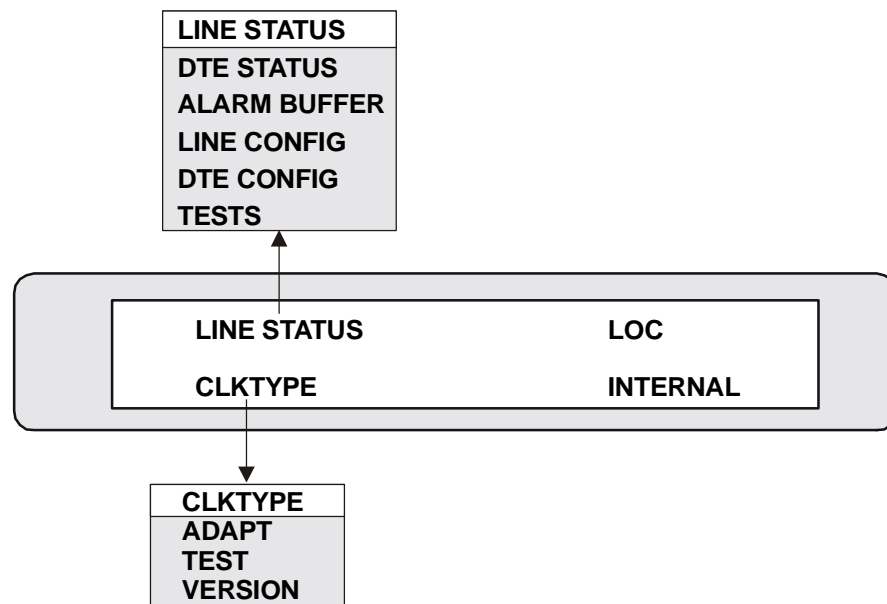 LINE STATUS
DTE STATUS
ALARM BUFFER
LINE CONFIG
DTE CONFIG
TESTS
LINE STATUS LOC
CLKTYPE INTERNAL
CLKTYPE
ADAPT
TEST
VERSION